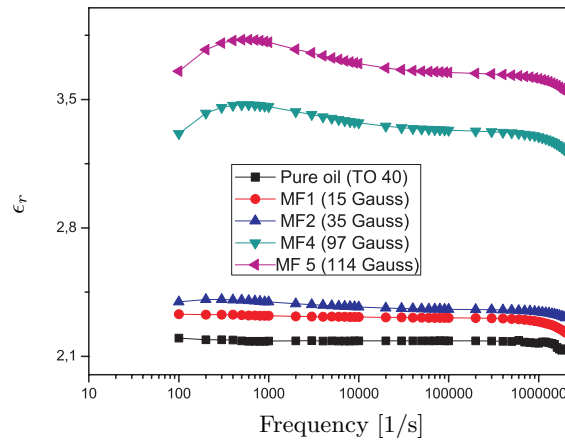 3,5
2,8
2,1
ϵr
Pure oil (TO 40)
MF1 (15 Gauss)
MF2 (35 Gauss)
MF4 (97 Gauss)
MF 5 (114 Gauss)
10 100 1000 10000 100000 1000000
Frequency [1/s]